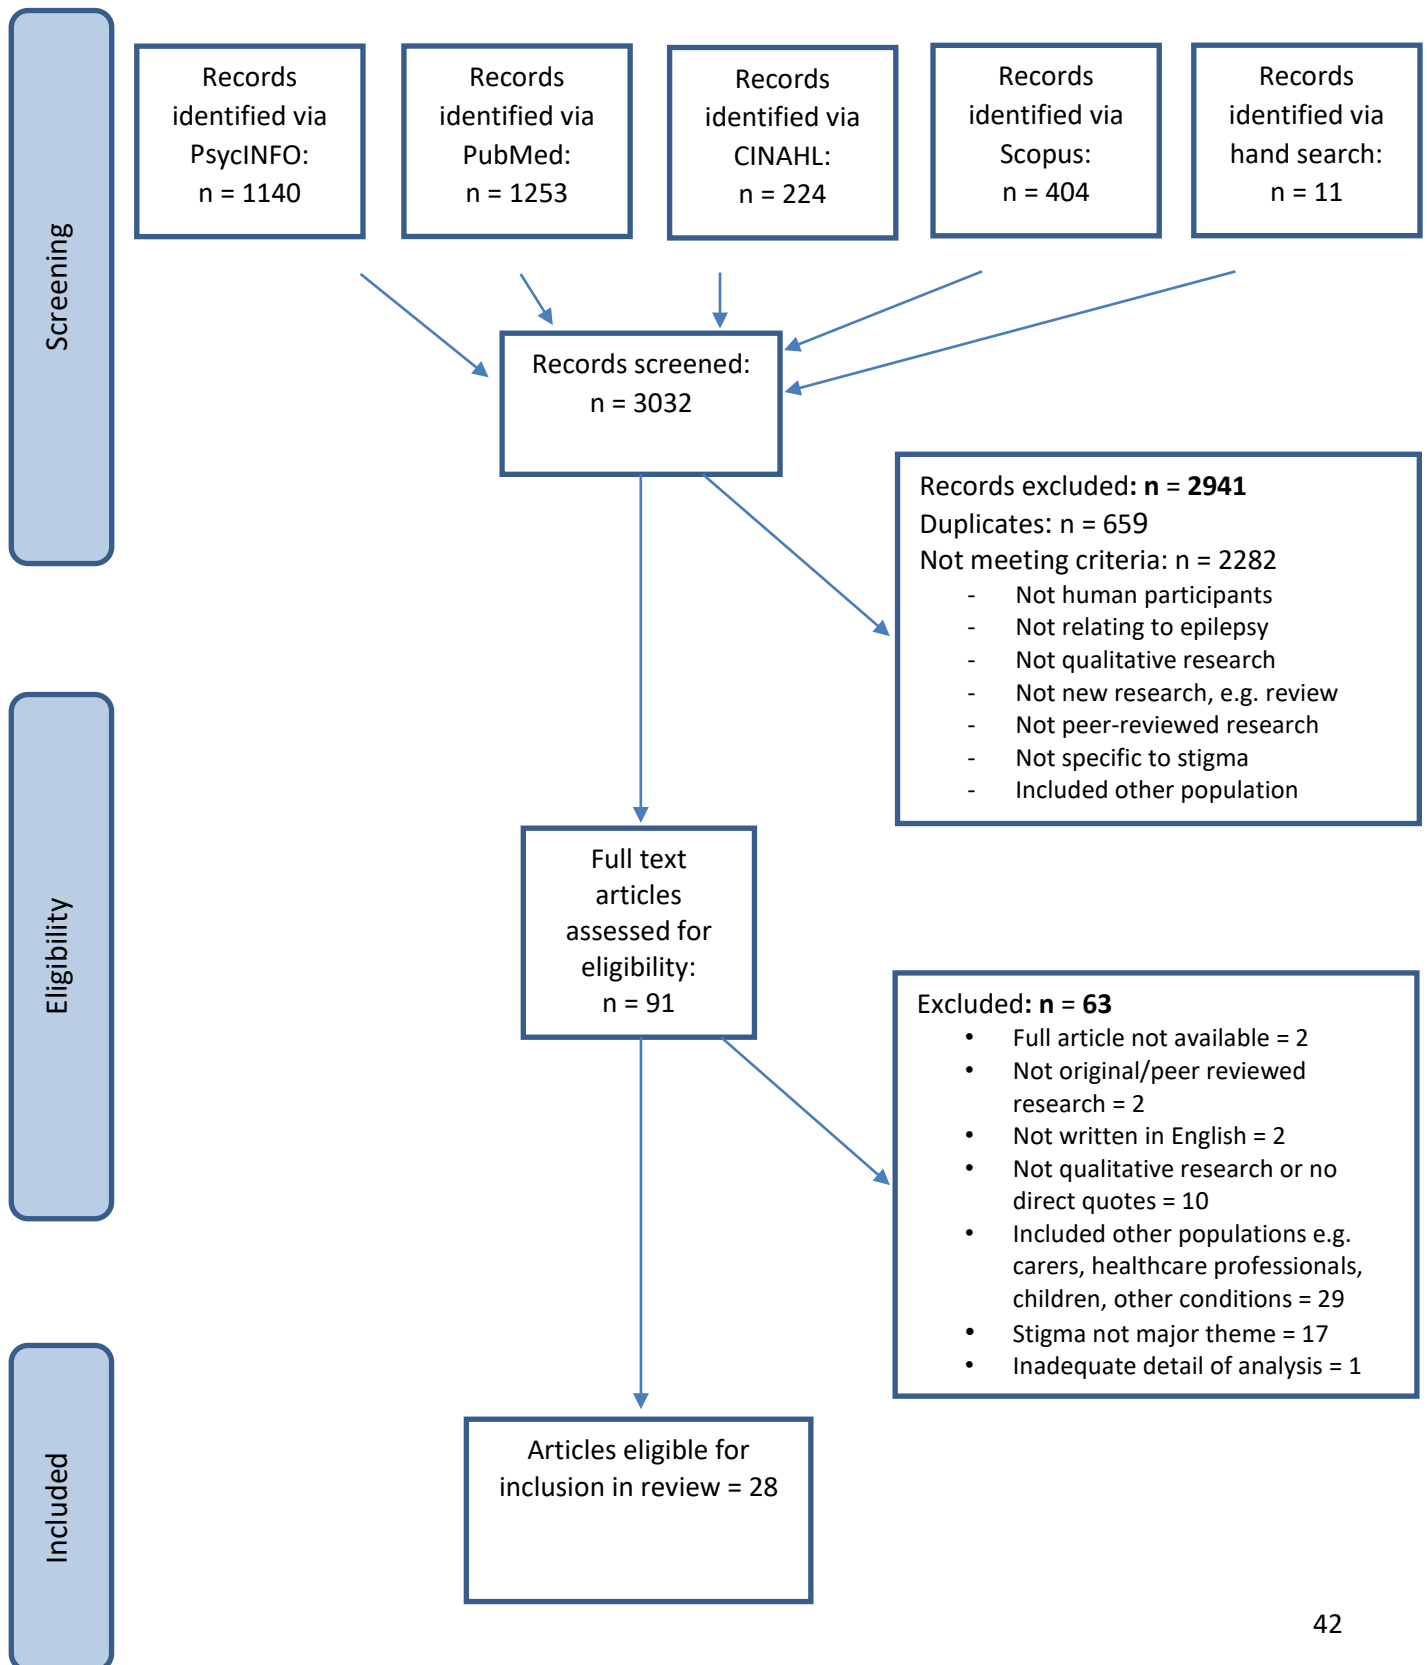 Screening
Records
identified via
PsycINFO:
n = 1140
Records
identified via
PubMed:
n = 1253
Records
identified via
CINAHL:
n = 224
Records
identified via
Scopus:
n = 404
Records
identified via
hand search:
n = 11
Records screened:
n = 3032
Records excluded: n = 2941
Duplicates: n = 659
Not meeting criteria: n = 2282
- Not human participants
- Not relating to epilepsy
- Not qualitative research
- Not new research, e.g. review
- Not peer-reviewed research
- Not specific to stigma
- Included other population
Eligibility
Full text
articles
assessed for
eligibility:
n = 91
Excluded: n = 63
• Full article not available = 2
• Not original/peer reviewed
research = 2
• Not written in English = 2
• Not qualitative research or no
direct quotes = 10
• Included other populations e.g.
carers, healthcare professionals,
children, other conditions = 29
• Stigma not major theme = 17
• Inadequate detail of analysis = 1
Included
Articles eligible for
inclusion in review = 28
42